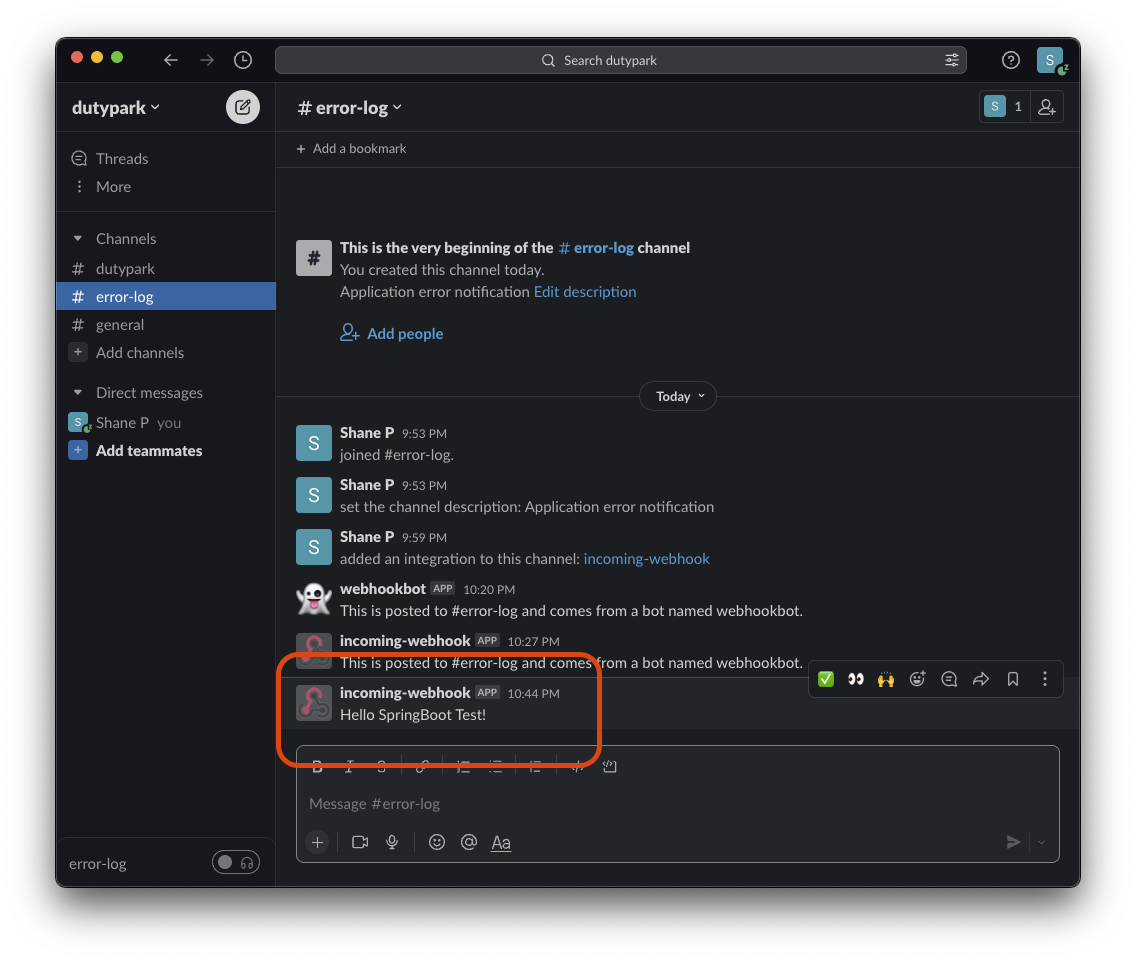 Search dutypark
S
dutypark
# error-log
S 1
+ Add a bookmark
Threads
More
Channels
# dutypark
# error-log
# general
+ Add channels
Direct messages
S Shane P you
+ Add teammates
#
This is the very beginning of the # error-log channel
You created this channel today.
Application error notification Edit description
Add people
Today
S
Shane P 9:53 PM
joined #error-log.
S
Shane P 9:53 PM
set the channel description: Application error notification
S
Shane P 9:59 PM
added an integration to this channel: incoming-webhook
webhookbot APP 10:20 PM
This is posted to #error-log and comes from a bot named webhookbot.
incoming-webhook APP 10:27 PM
This is posted to #error-log and comes from a bot named webhookbot.
incoming-webhook APP 10:44 PM
Hello SpringBoot Test!
B I S
Message #error-log
+ @ Aa
error-log